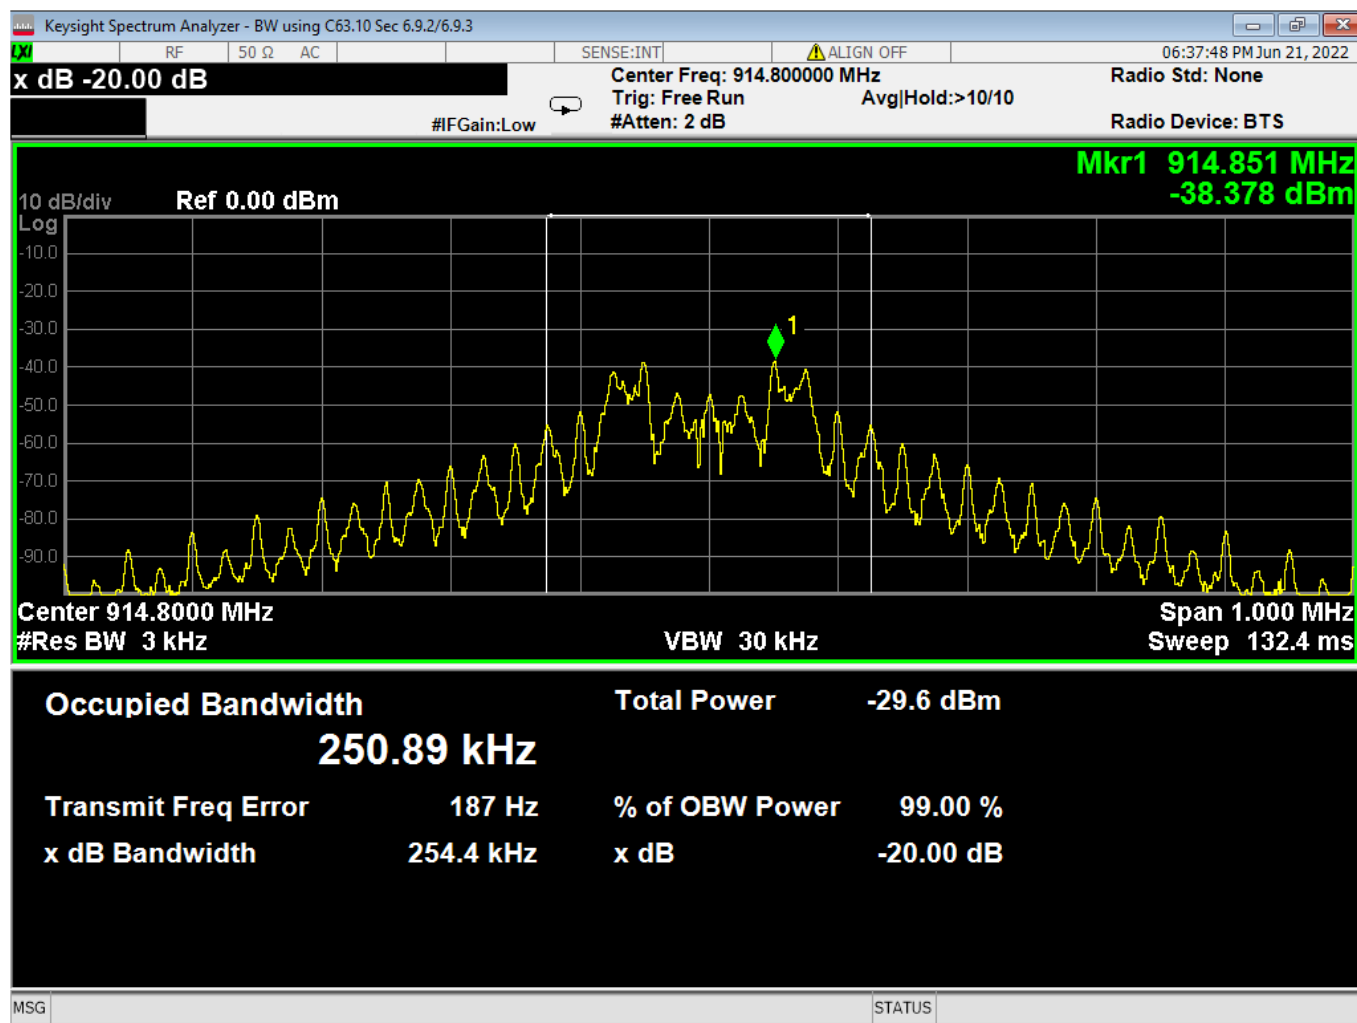 Keysight Spectrum Analyzer - BW using C63.10 Sec 6.9.2/6.9.3
LXI RF 50 Ω AC SENSE:INT ALIGN OFF 06:37:48 PM Jun 21, 2022
x dB -20.00 dB
Center Freq: 914.800000 MHz
Radio Std: None
Trig: Free Run Avg|Hold:>10/10
#IFGain:Low
#Atten: 2 dB
Radio Device: BTS
Mkr1 914.851 MHz
-38.378 dBm
10 dB/div Ref 0.00 dBm
Log
-10.0
-20.0
1
-30.0
-40.0
-50.0
-60.0
-70.0
-80.0
-90.0
Center 914.8000 MHz Span 1.000 MHz
#Res BW 3 kHz VBW 30 kHz Sweep 132.4 ms
Occupied Bandwidth Total Power -29.6 dBm
250.89 kHz
Transmit Freq Error 187 Hz % of OBW Power 99.00 %
x dB Bandwidth 254.4 kHz x dB -20.00 dB
MSG STATUS